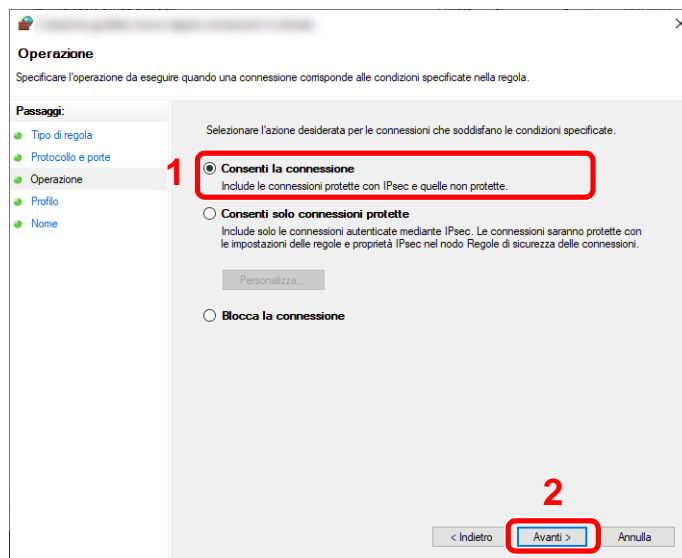 Operazione
Specificare l'operazione da eseguire quando una connessione corrisponde alle condizioni specificate nella regola.
Passaggi:
Tipo di regola
Protocollo e porte
Operazione
Profilo
Nome
Selezionare l'azione desiderata per le connessioni che soddisfano le condizioni specificate.
1
Consenti la connessione
Include le connessioni protette con IPsec e quelle non protette.
Consenti solo connessioni protette
Include solo le connessioni autenticate mediante IPsec. Le connessioni saranno protette con
le impostazioni delle regole e proprietà IPsec nel nodo Regole di sicurezza delle connessioni.
Personalizza...
Blocca la connessione
2
< Indietro
Avanti >
Annulla